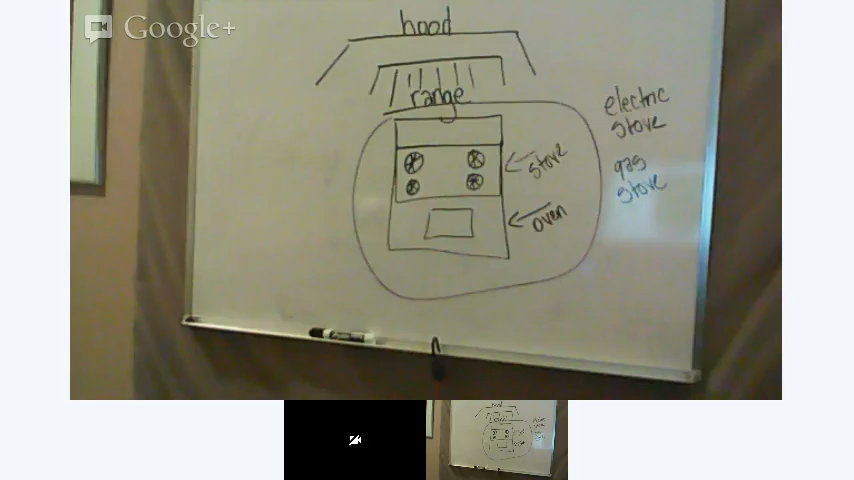 Google+
hood
range
stove
oven
electric
stove
gas
stove